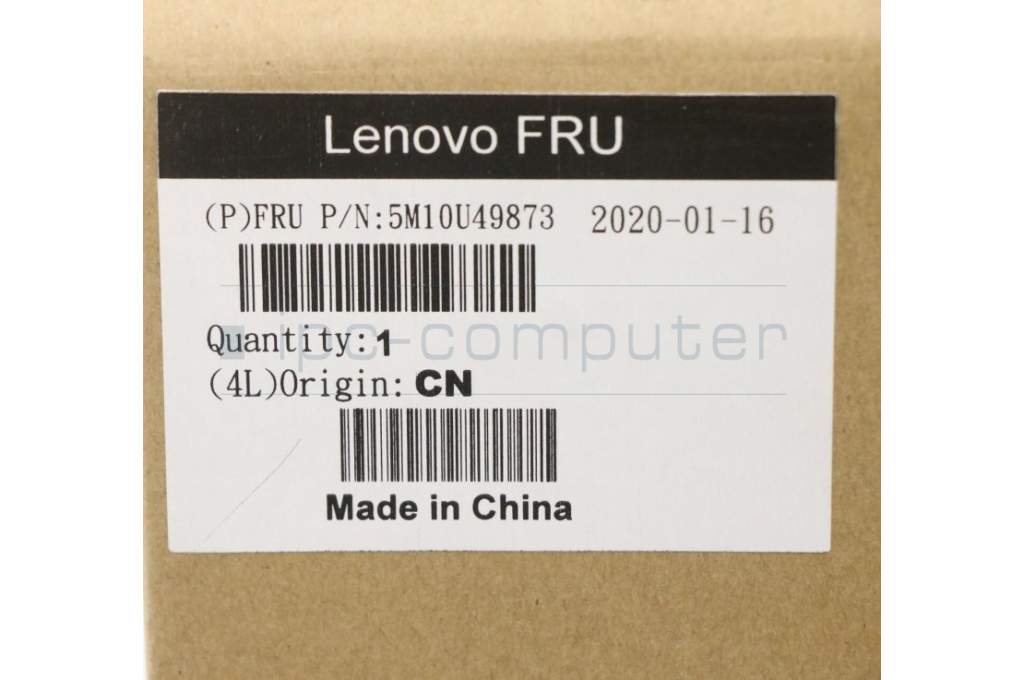 Lenovo FRU
(P)FRU P/N:5M10U49873 2020-01-16
ipc-computer
Quantity:1
(4L)Origin:CN
Made in China